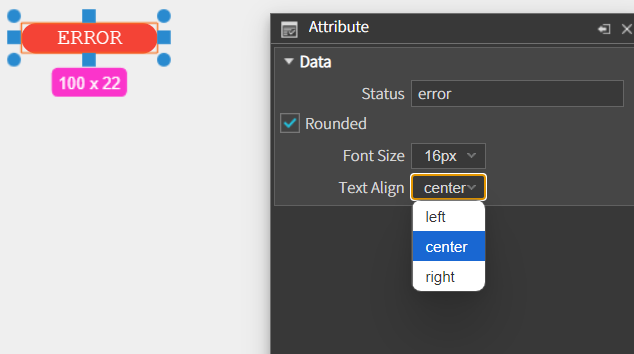 ERROR
100 x 22
Attribute
Data
Status error
Rounded
Font Size 16px
Text Align center
left
center
right